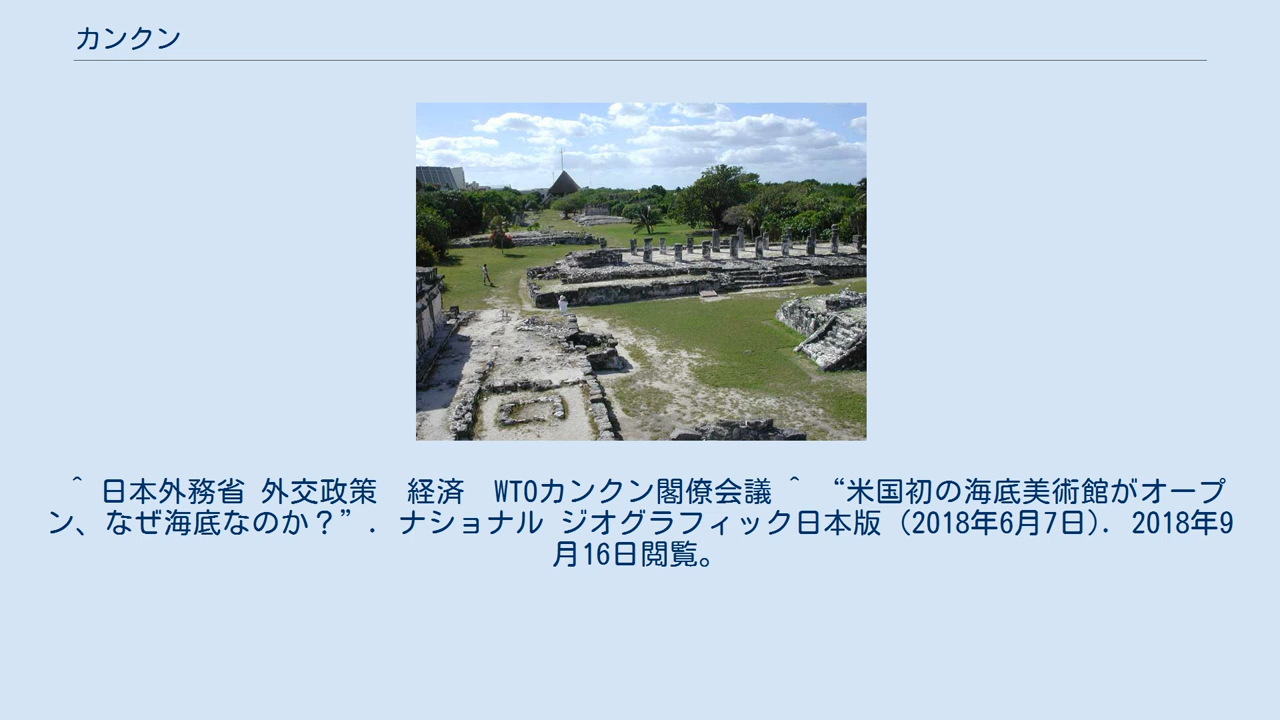 カンクン
^ 日本外務省 外交政策　経済　WTOカンクン閣僚会議 ^ “米国初の海底美術館がオープ
ン、なぜ海底なのか？”. ナショナル ジオグラフィック日本版 (2018年6月7日). 2018年9
月16日閲覧。